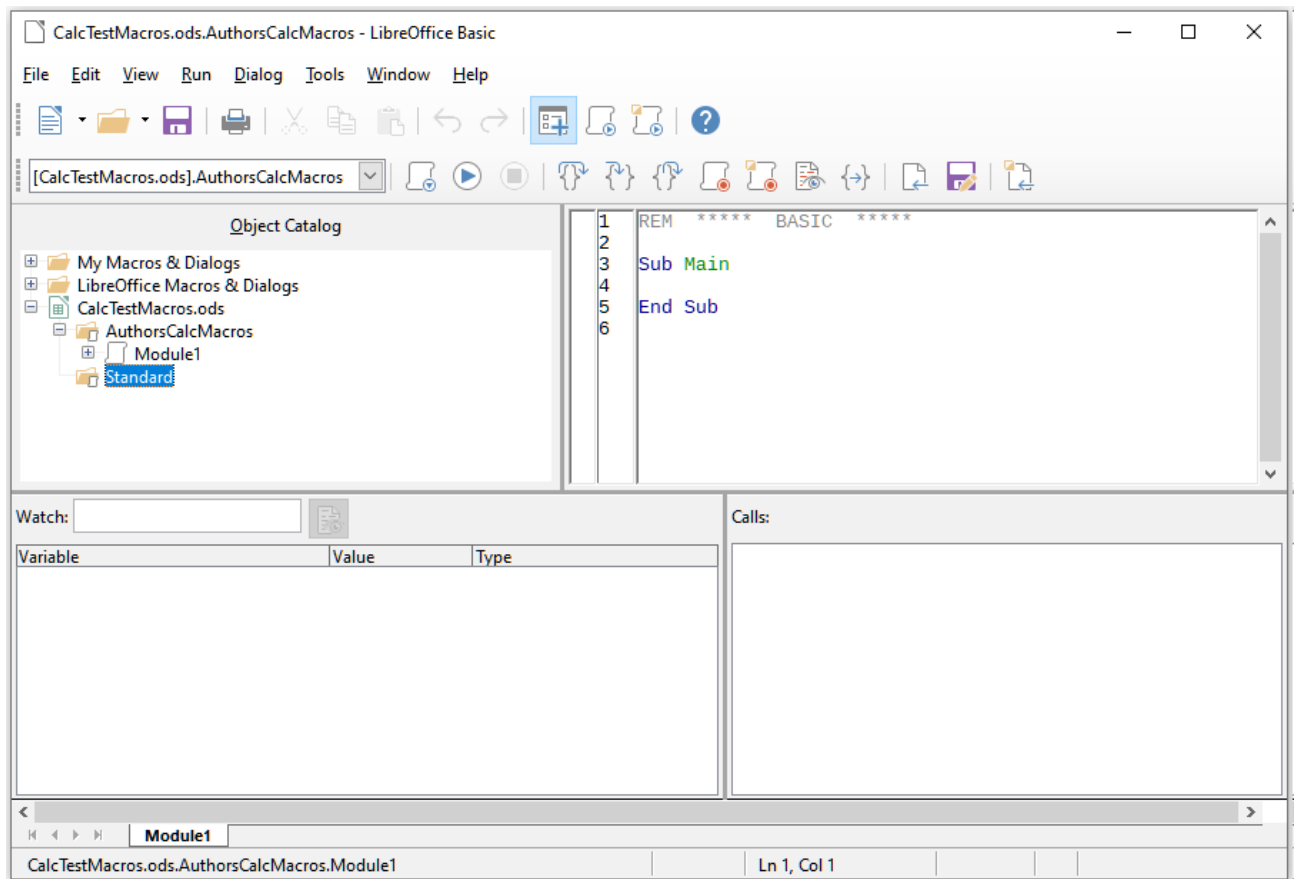 CalcTestMacros.ods.AuthorsCalcMacros - LibreOffice Basic
File Edit View Run Dialog Tools Window Help
[CalcTestMacros.ods].AuthorsCalcMacros
Object Catalog
My Macros & Dialogs
LibreOffice Macros & Dialogs
CalcTestMacros.ods
AuthorsCalcMacros
Module1
Standard
1 REM ***** BASIC *****
2
3 Sub Main
4
5 End Sub
6
Watch:
Variable Value Type
Calls:
Module1
CalcTestMacros.ods.AuthorsCalcMacros.Module1 Ln 1, Col 1